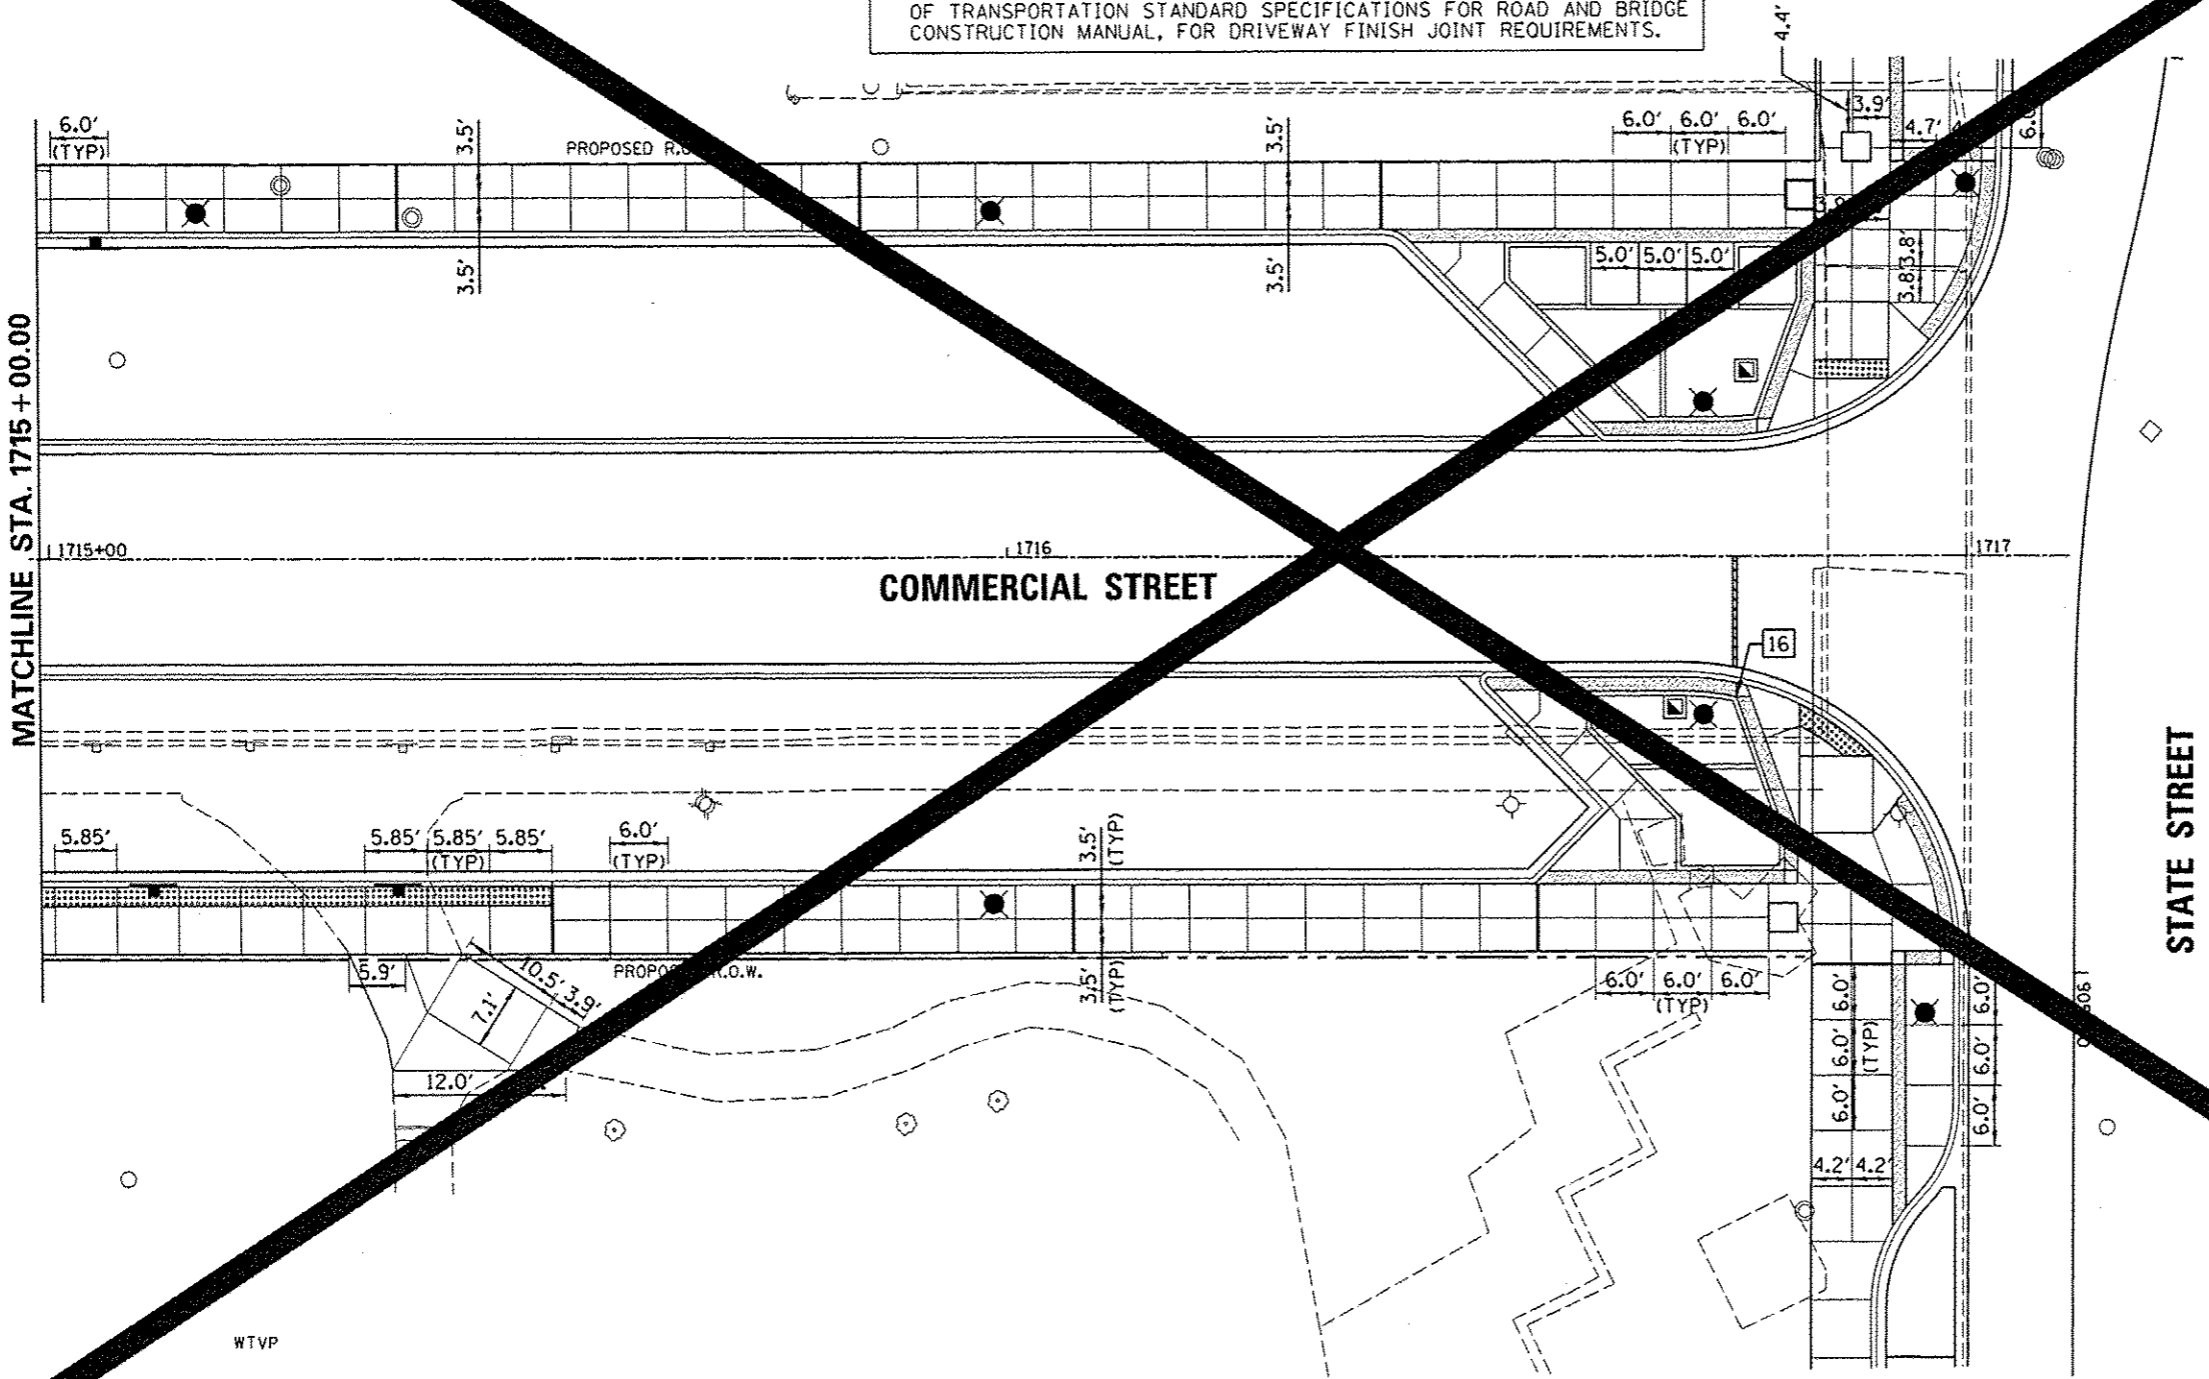 OF TRANSPORTATION STANDARD SPECIFICATIONS FOR ROAD AND BRIDGE
CONSTRUCTION MANUAL, FOR DRIVEWAY FINISH JOINT REQUIREMENTS.
4.4'
3.9'
4.7'
6.0'
(TYP)
3.5'
PROPOSED
3.5'
6.0' 6.0' 6.0'
(TYP)
3.5'
3.5'
5.0' 5.0' 5.0'
3.8' 3.8'
MATCHLINE STA. 1715+00.00
1715+00
1716
1717
COMMERCIAL STREET
16
STATE STREET
5.85'
5.85' 5.85' 5.85'
(TYP)
6.0'
(TYP)
3.5'
(TYP)
5.9'
10.5' 3.9'
7.1'
12.0'
R.O.W.
3.5'
(TYP)
6.0' 6.0' 6.0'
(TYP)
6.0'
6.0'
(TYP)
6.0'
6.0'
6.0'
6.0'
4.2' 4.2'
WTVP